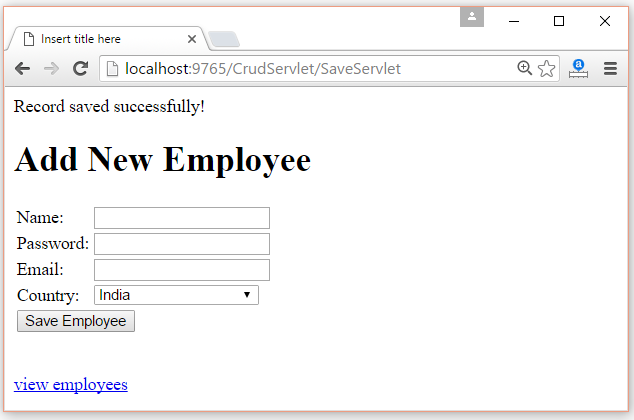 Insert title here
localhost:9765/CrudServlet/SaveServlet
a
Record saved successfully!
Add New Employee
Name:
Password:
Email:
Country: India
Save Employee
view employees